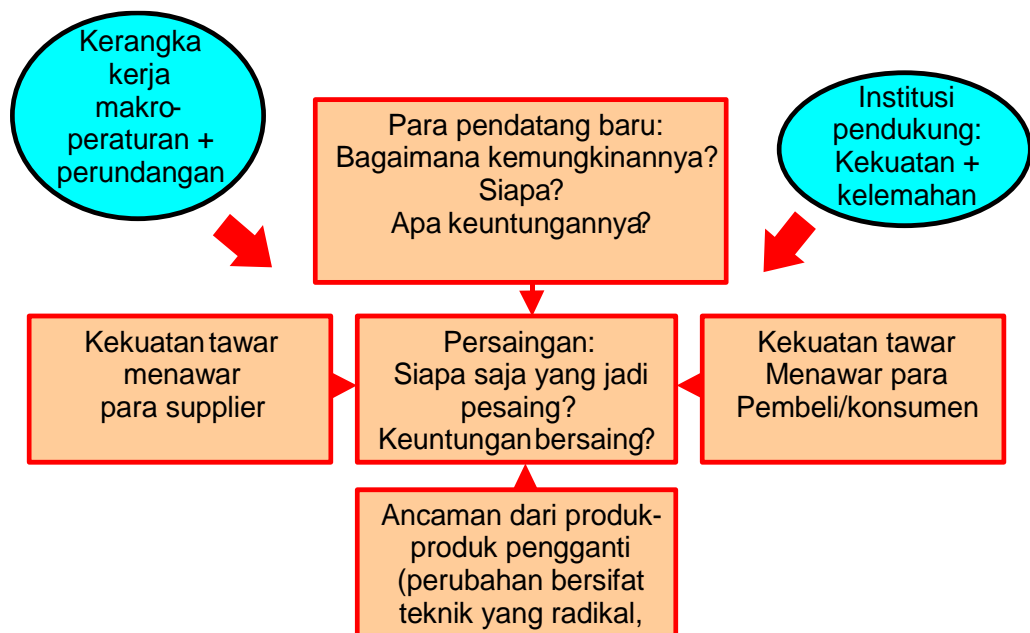 Kerangka
kerja
makro-
peraturan +
perundangan
Para pendatang baru:
Bagaimana kemungkinannya?
Siapa?
Apa keuntungannya?
Institusi
pendukung:
Kekuatan +
kelemahan
Kekuatan tawar
menawar
para supplier
Persaingan:
Siapa saja yang jadi
pesaing?
Keuntungan bersaing?
Kekuatan tawar
Menawar para
Pembeli/konsumen
Ancaman dari produk-
produk pengganti
(perubahan bersifat
teknik yang radikal,